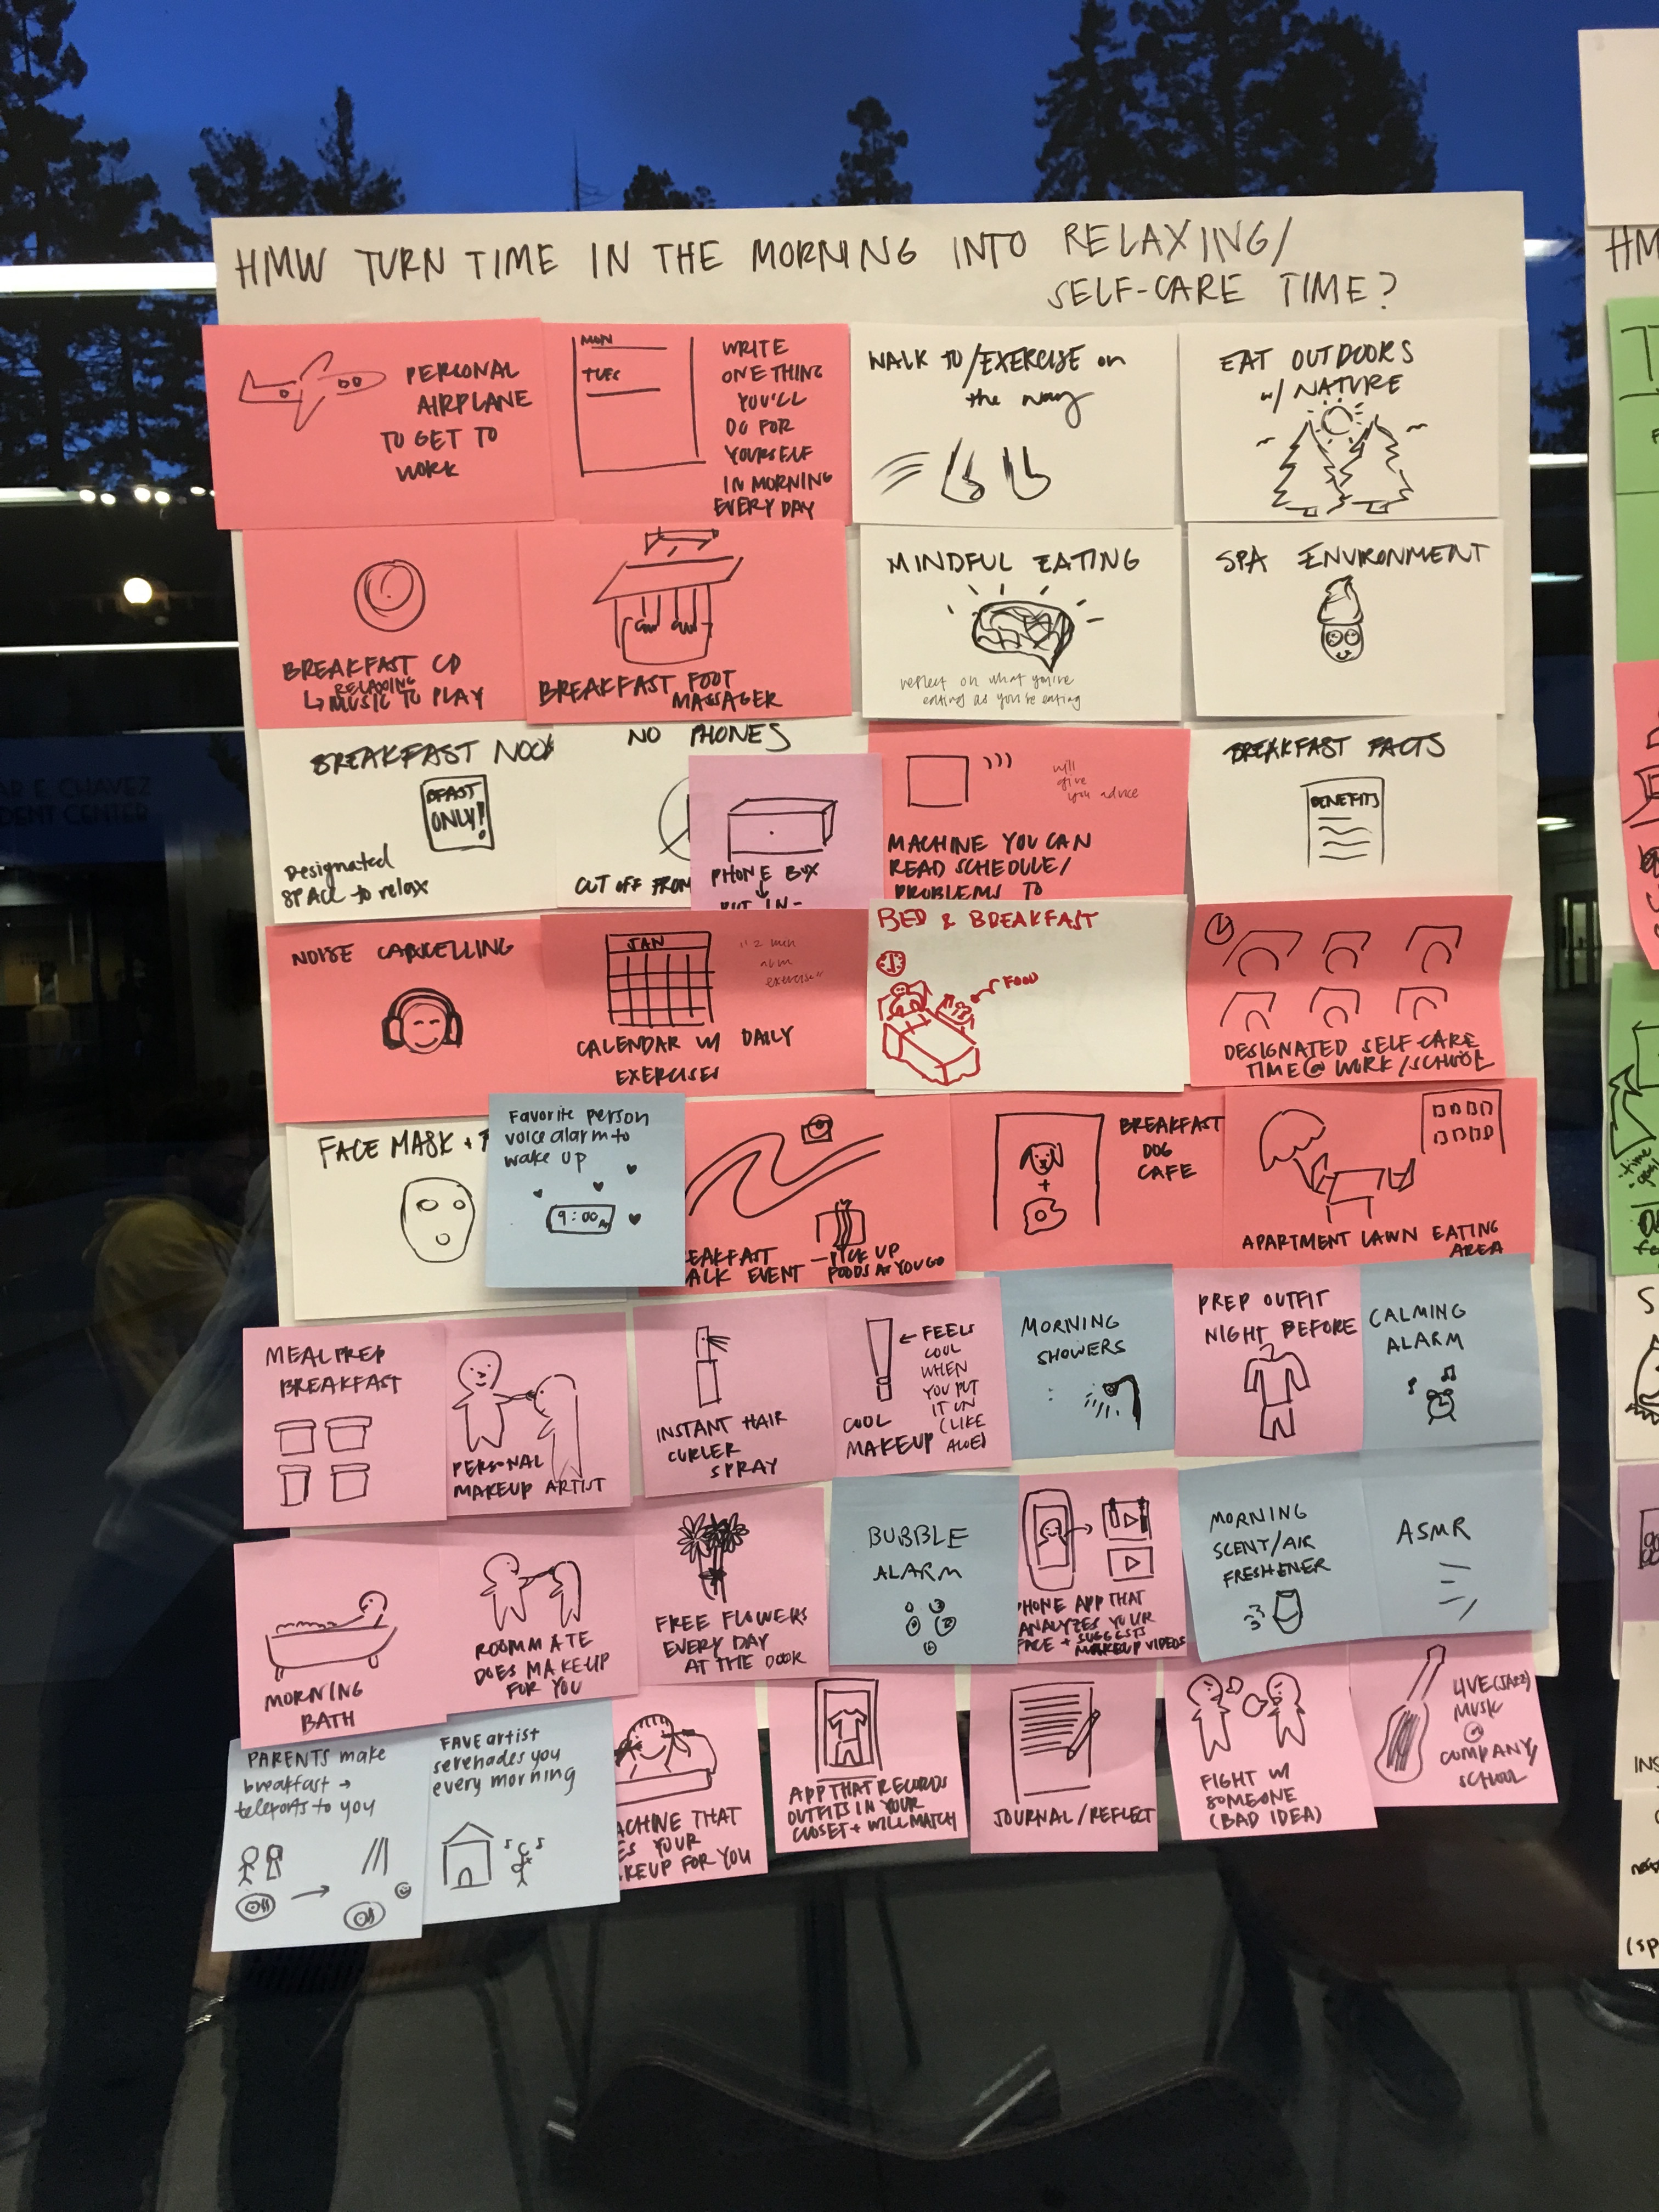 HMW TURN TIME IN THE MORNING INTO RELAXING/
SELF-CARE TIME?
PERSONAL
AIRPLANE
TO GET TO
WORK
MON
TUES
WRITE
ONE THING
YOU'LL
DO FOR
YOURSELF
IN MORNING
EVERY DAY
WALK TO/EXERCISE on
the way
EAT OUTDOORS
w/ NATURE
BREAKFAST CD
↳ RELAXING
MUSIC TO PLAY
BREAKFAST FOOT
MASSAGER
MINDFUL EATING
reflect on what you're
eating as you're eating
SPA ENVIRONMENT
BREAKFAST NOOK
BFAST
ONLY!
Designated
SPACE to relax
NO PHONES
CUT OFF FROM
PHONE BOX
↓
PUT IN-
will
give
you advice
MACHINE YOU CAN
READ SCHEDULE/
PROBLEMS TO
BREAKFAST FACTS
BENEFITS
NOISE CANCELLING
JAN
"2 min
exercise"
CALENDAR W/ DAILY
EXERCISES
BED & BREAKFAST
FOOD
DESIGNATED SELF-CARE
TIME @ WORK/SCHOOL
FACE MASK +
Favorite person
voice alarm to
wake up
9:00
EAKFAST
ALK EVENT
—PICK UP
FOODS AS YOU GO
BREAKFAST
DOG
CAFE
+
APARTMENT LAWN EATING
AREA
MEAL PREP
BREAKFAST
PERSONAL
MAKEUP ARTIST
INSTANT HAIR
CURLER
SPRAY
← FEELS
COOL
WHEN
YOU PUT
IT ON
(LIKE
ALOE)
COOL
MAKEUP
MORNING
SHOWERS
PREP OUTFIT
NIGHT BEFORE
CALMING
ALARM
MORNING
BATH
ROOMMATE
DOES MAKEUP
FOR YOU
FREE FLOWERS
EVERY DAY
AT THE DOOR
BUBBLE
ALARM
PHONE APP THAT
ANALYZES YOUR
FACE + SUGGESTS
MAKEUP VIDEOS
MORNING
SCENT/AIR
FRESHENER
ASMR
PARENTS make
breakfast →
teleports to you
FAVE artist
serenades you
every morning
ACHINE THAT
ES YOUR
KEUP FOR YOU
APP THAT RECORDS
OUTFITS IN YOUR
CLOSET + WILL MATCH
JOURNAL/REFLECT
FIGHT W/
SOMEONE
(BAD IDEA)
LIVE (JAZZ)
MUSIC
@
COMPANY/
SCHOOL
AR E. CHAVEZ
DENT CENTER
HM
INS
(sp